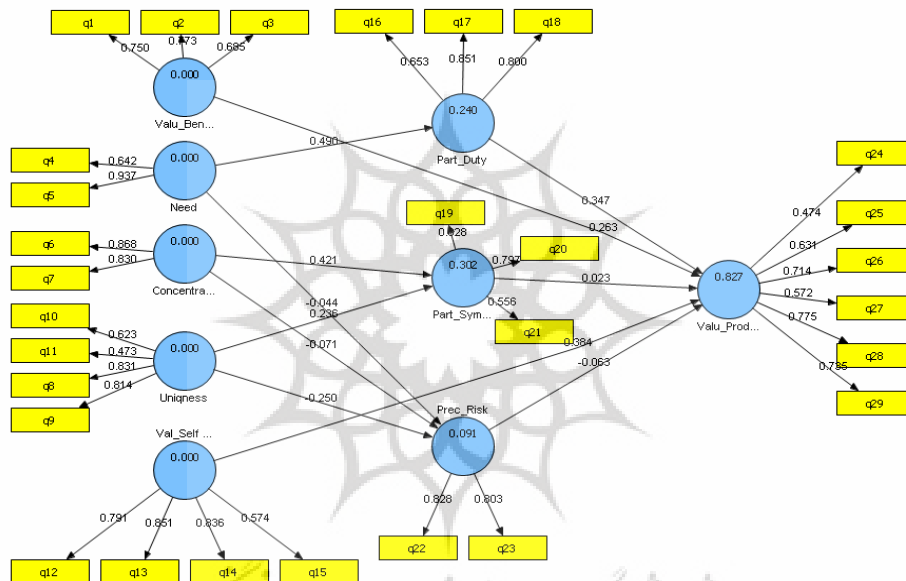 q1 q2 q3
0.750 0.685
0.000
Valu_Ben...
q16 q17 q18
0.653 0.851 0.800
0.240
Part_Duty
q4
0.642
q5
0.937
0.000
Need
0.490
q6
0.868
q7
0.830
0.000
Concentra...
0.421
q19
q20
0.797
0.302
Part_Sym...
0.556
q21
0.347
0.263
0.023
q10
0.623
q11
0.473
q8
0.831
q9
0.814
0.000
Uniqness
-0.044
0.236
-0.071
-0.250
0.384
-0.063
Val_Self ...
0.000
0.791 0.851 0.836 0.574
q12 q13 q14 q15
Prec_Risk
0.091
0.828 0.803
q22 q23
0.827
Valu_Prod...
q24
0.474
q25
0.631
q26
0.714
q27
0.572
q28
0.775
q29